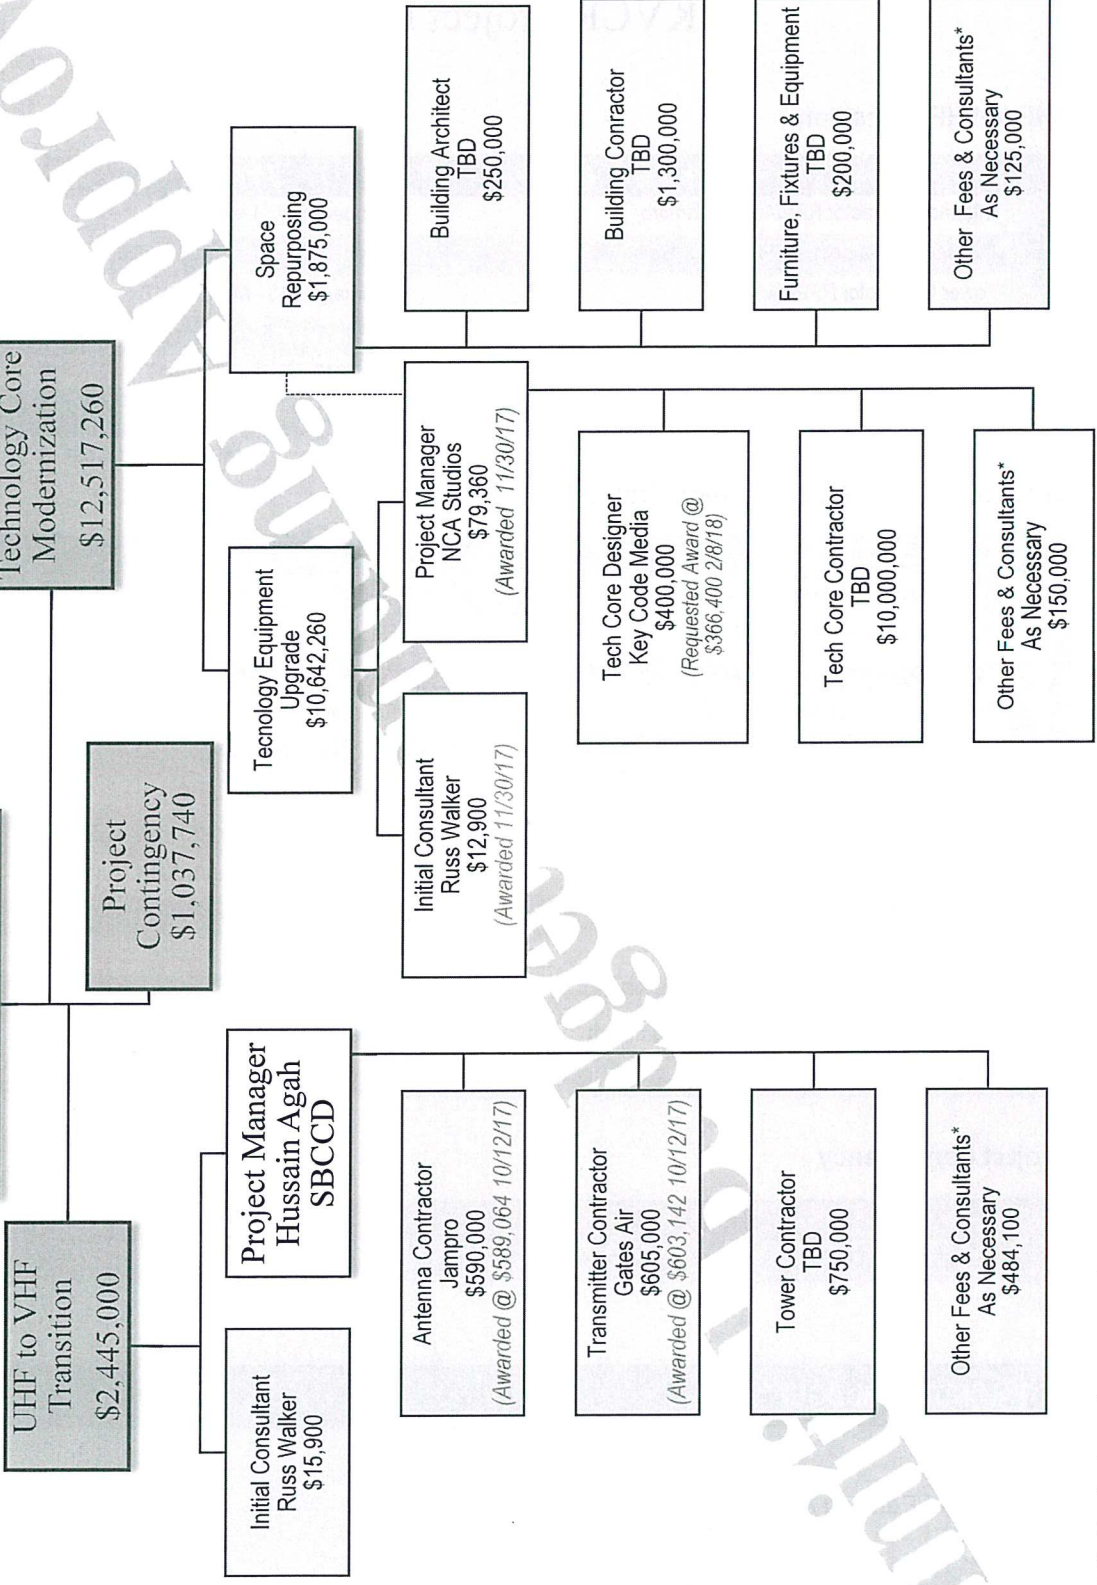 UHF to VHF
Transition
$2,445,000
Project
Contingency
$1,037,740
Technology Core
Modernization
$12,517,260
Initial Consultant
Russ Walker
$15,900
Project Manager
Hussain Agah
SBCCD
Antenna Contractor
Jampro
$590,000
(Awarded @ $589,064 10/12/17)
Transmitter Contractor
Gates Air
$605,000
(Awarded @ $603,142 10/12/17)
Tower Contractor
TBD
$750,000
Other Fees & Consultants*
As Necessary
$484,100
Tecnology Equipment
Upgrade
$10,642,260
Initial Consultant
Russ Walker
$12,900
(Awarded 11/30/17)
Project Manager
NCA Studios
$79,360
(Awarded 11/30/17)
Tech Core Designer
Key Code Media
$400,000
(Requested Award @
$366,400 2/8/18)
Tech Core Contractor
TBD
$10,000,000
Other Fees & Consultants*
As Necessary
$150,000
Space
Repurposing
$1,875,000
Building Architect
TBD
$250,000
Building Conractor
TBD
$1,300,000
Furniture, Fixtures & Equipment
TBD
$200,000
Other Fees & Consultants*
As Necessary
$125,000